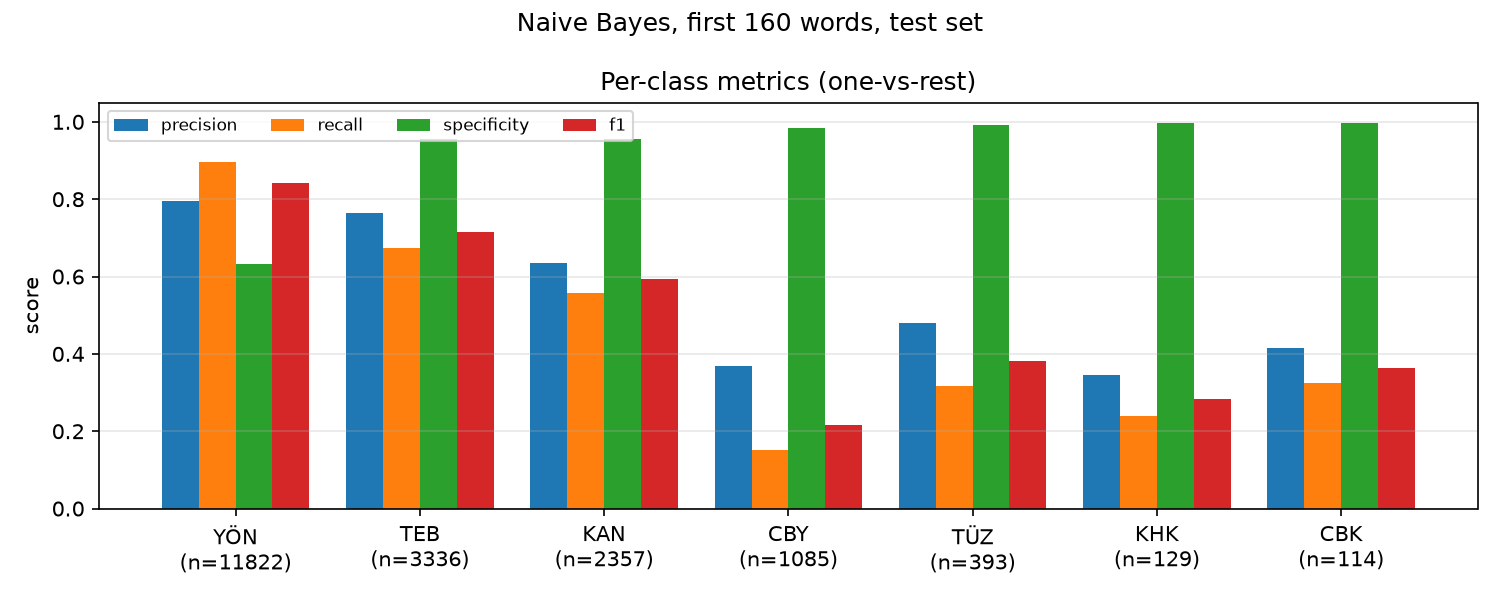 Naive Bayes, first 160 words, test set
Per-class metrics (one-vs-rest)
precision recall specificity f1
score
1.0
0.8
0.6
0.4
0.2
0.0
YÖN TEB KAN CBY TÜZ KHK CBK
(n=11822) (n=3336) (n=2357) (n=1085) (n=393) (n=129) (n=114)